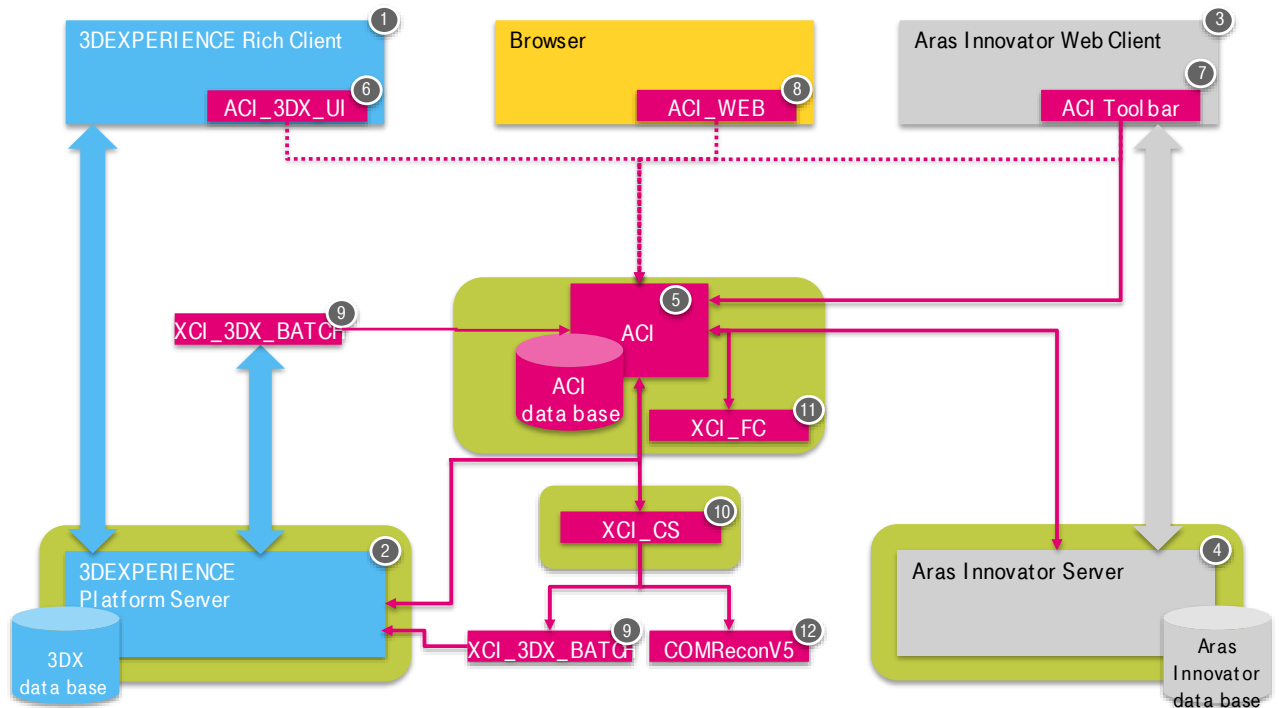 1
3DEXPERIENCE Rich Client
6
ACI_3DX_UI
Browser
8
ACI_WEB
3
Aras Innovator Web Client
7
ACI Toolbar
9
XCI_3DX_BATCH
5
ACI
ACI
data base
11
XCI_FC
10
XCI_CS
2
3DEXPERIENCE
Platform Server
3DX
data base
9
XCI_3DX_BATCH
12
COMReconV5
4
Aras Innovator Server
Aras
Innovator
data base